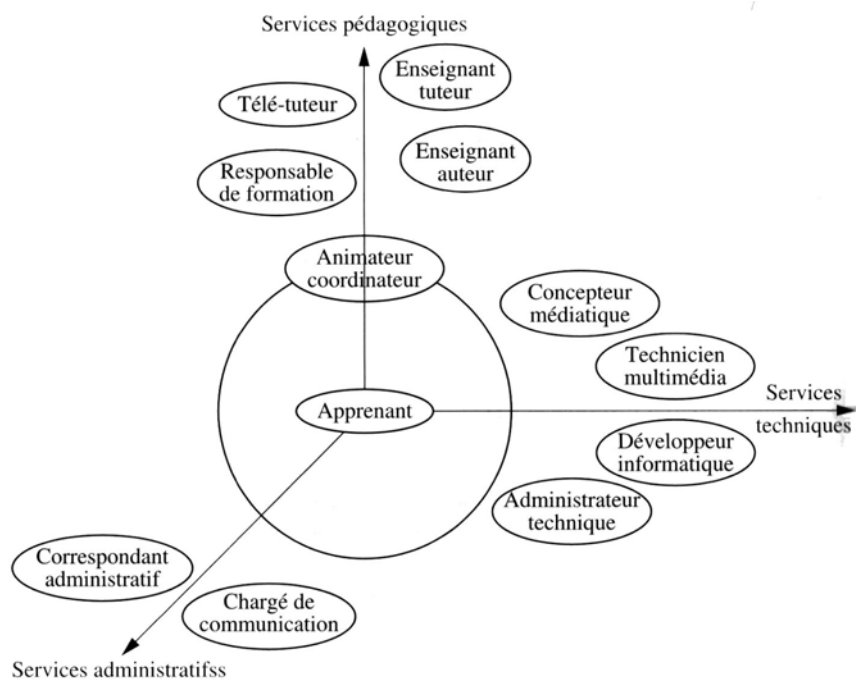 Services pédagogiques
Enseignant
tuteur
Télé-tuteur
Enseignant
auteur
Responsable
de formation
Animateur
coordinateur
Concepteur
médiatique
Technicien
multimédia
Services
techniques
Apprenant
Développeur
informatique
Administrateur
technique
Correspondant
administratif
Chargé de
communication
Services administratifss